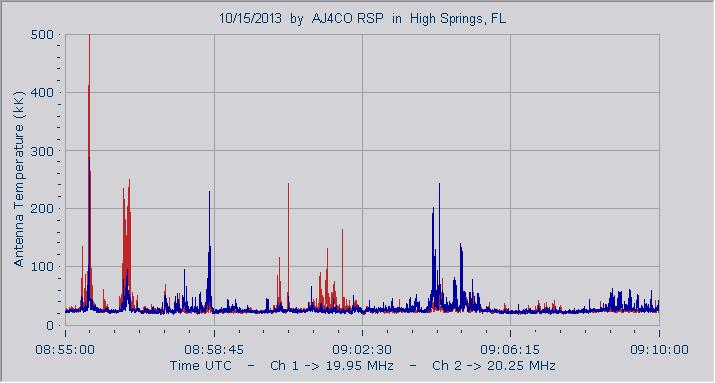 10/15/2013 by AJ4CO RSP in High Springs, FL
Antenna Temperature (kK)
500
400
300
200
100
0
08:55:00 08:58:45 09:02:30 09:06:15 09:10:00
Time UTC - Ch 1 -> 19.95 MHz - Ch 2 -> 20.25 MHz